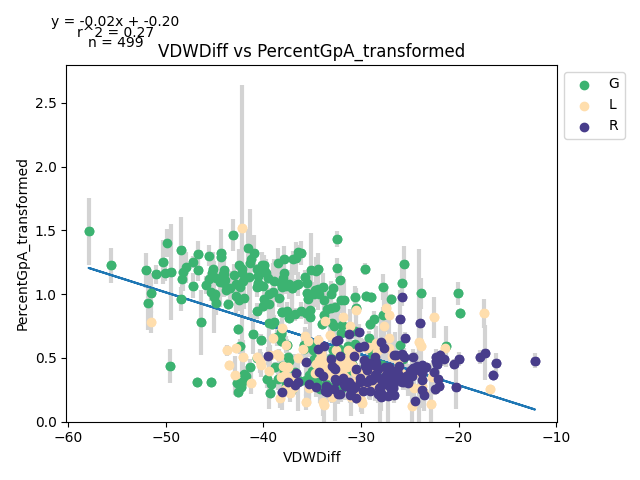 y = -0.02x + -0.20
r^2 = 0.27
n = 499
VDWDiff vs PercentGpA_transformed
G
L
R
PercentGpA_transformed
2.5
2.0
1.5
1.0
0.5
0.0
−60 −50 −40 −30 −20 −10
VDWDiff